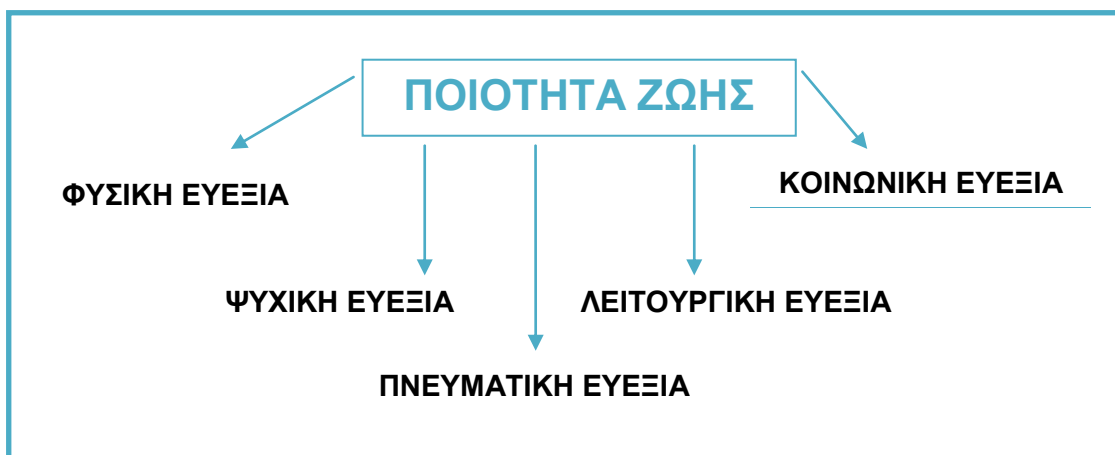 ΠΟΙΟΤΗΤΑ ΖΩΗΣ
ΦΥΣΙΚΗ ΕΥΕΞΙΑ
ΚΟΙΝΩΝΙΚΗ ΕΥΕΞΙΑ
ΨΥΧΙΚΗ ΕΥΕΞΙΑ
ΛΕΙΤΟΥΡΓΙΚΗ ΕΥΕΞΙΑ
ΠΝΕΥΜΑΤΙΚΗ ΕΥΕΞΙΑ